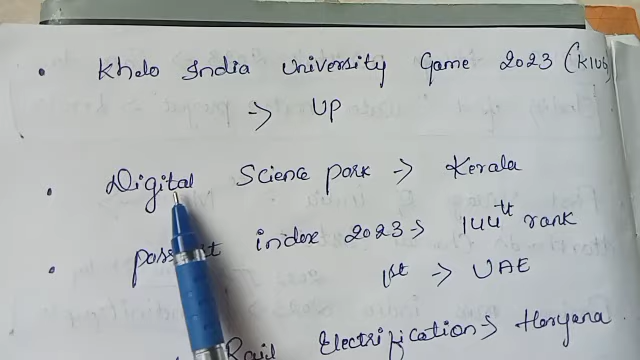 Khelo India University Game 2023 (KIUG)
→ UP
Digital Science park → Kerala
index 2023 → 144th rank
1st → UAE
Rail Electrification → Haryana